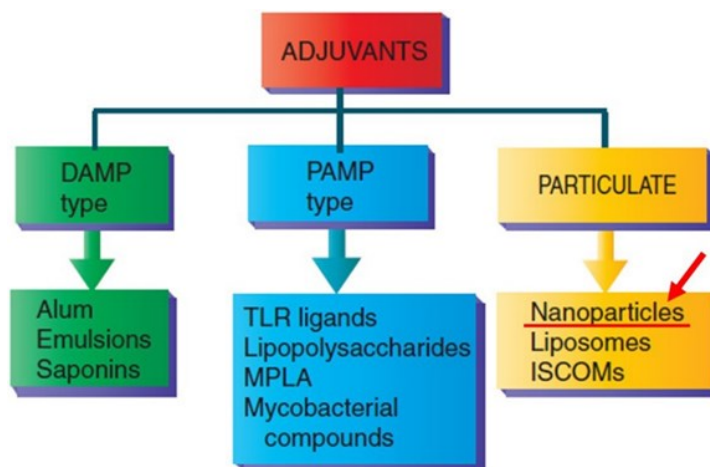 ADJUVANTS
DAMP
type
PAMP
type
PARTICULATE
Alum
Emulsions
Saponins
TLR ligands
Lipopolysaccharides
MPLA
Mycobacterial
compounds
Nanoparticles
Liposomes
ISCOMs